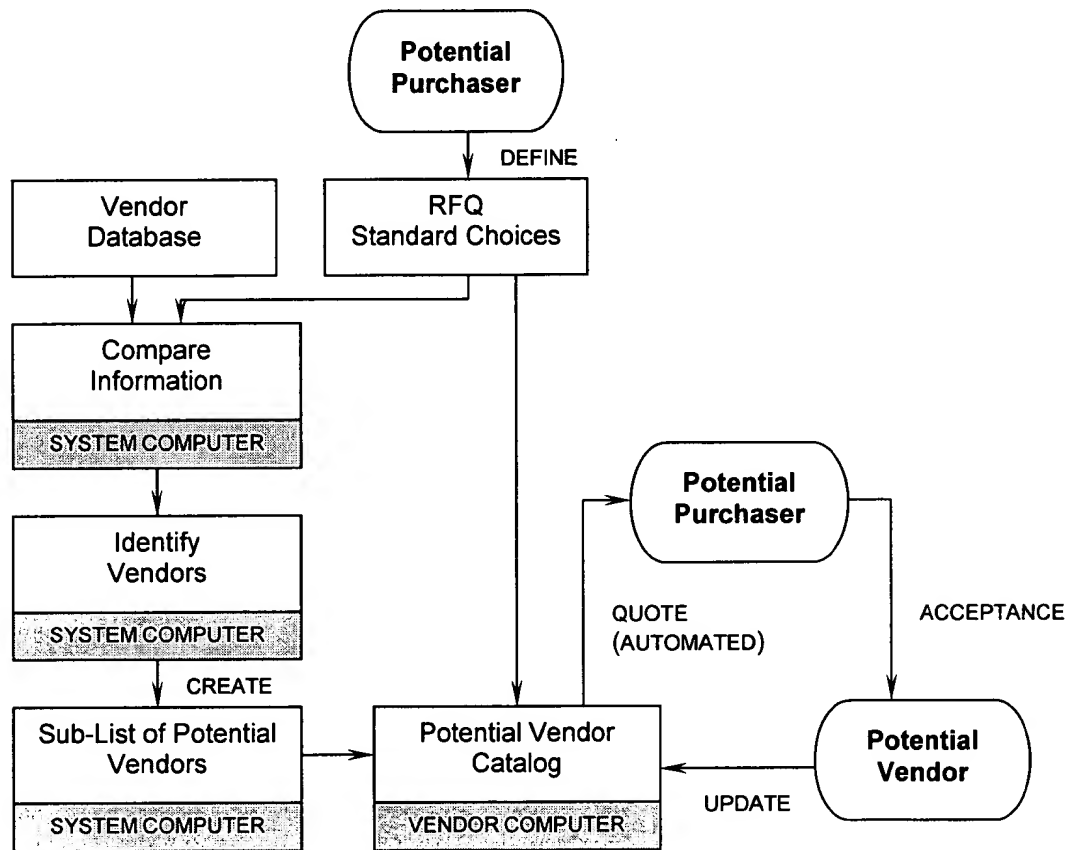 Potential
Purchaser
DEFINE
Vendor
Database
RFQ
Standard Choices
Compare
Information
SYSTEM COMPUTER
Identify
Vendors
SYSTEM COMPUTER
CREATE
Sub-List of Potential
Vendors
SYSTEM COMPUTER
Potential Vendor
Catalog
VENDOR COMPUTER
QUOTE
(AUTOMATED)
Potential
Purchaser
ACCEPTANCE
Potential
Vendor
UPDATE